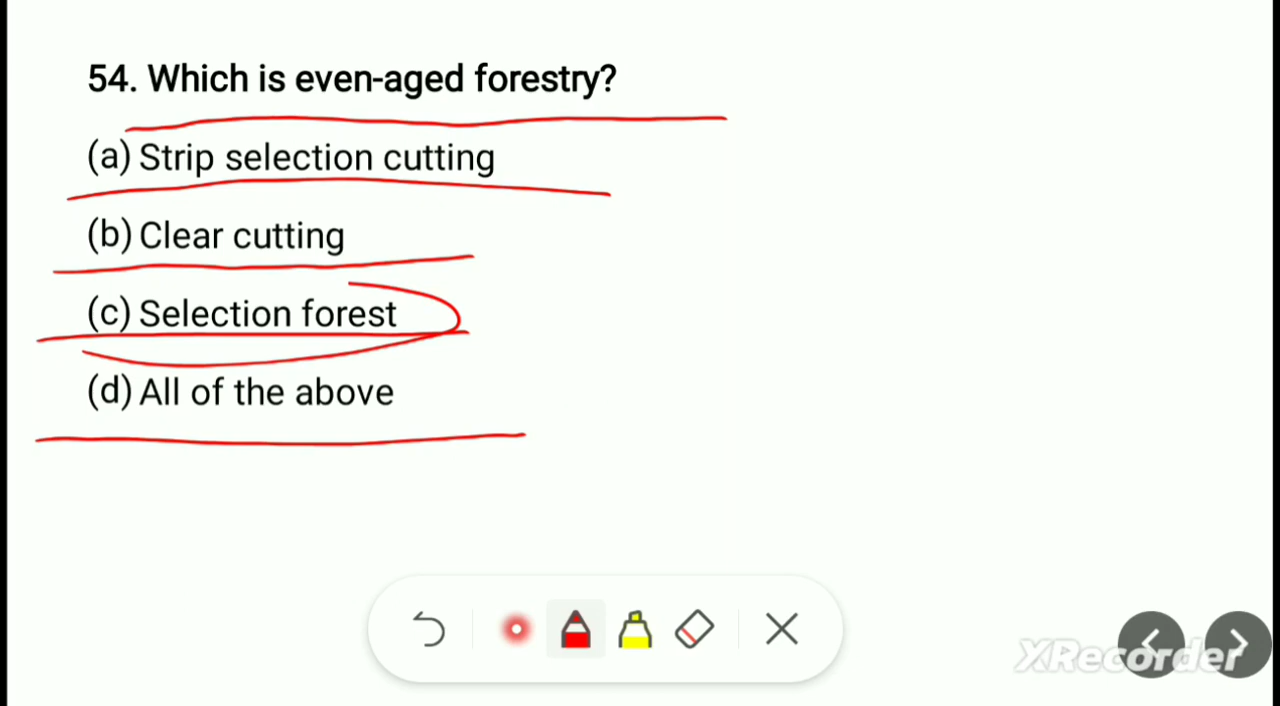 54. Which is even-aged forestry?
(a) Strip selection cutting
(b) Clear cutting
(c) Selection forest
(d) All of the above
XRecorder